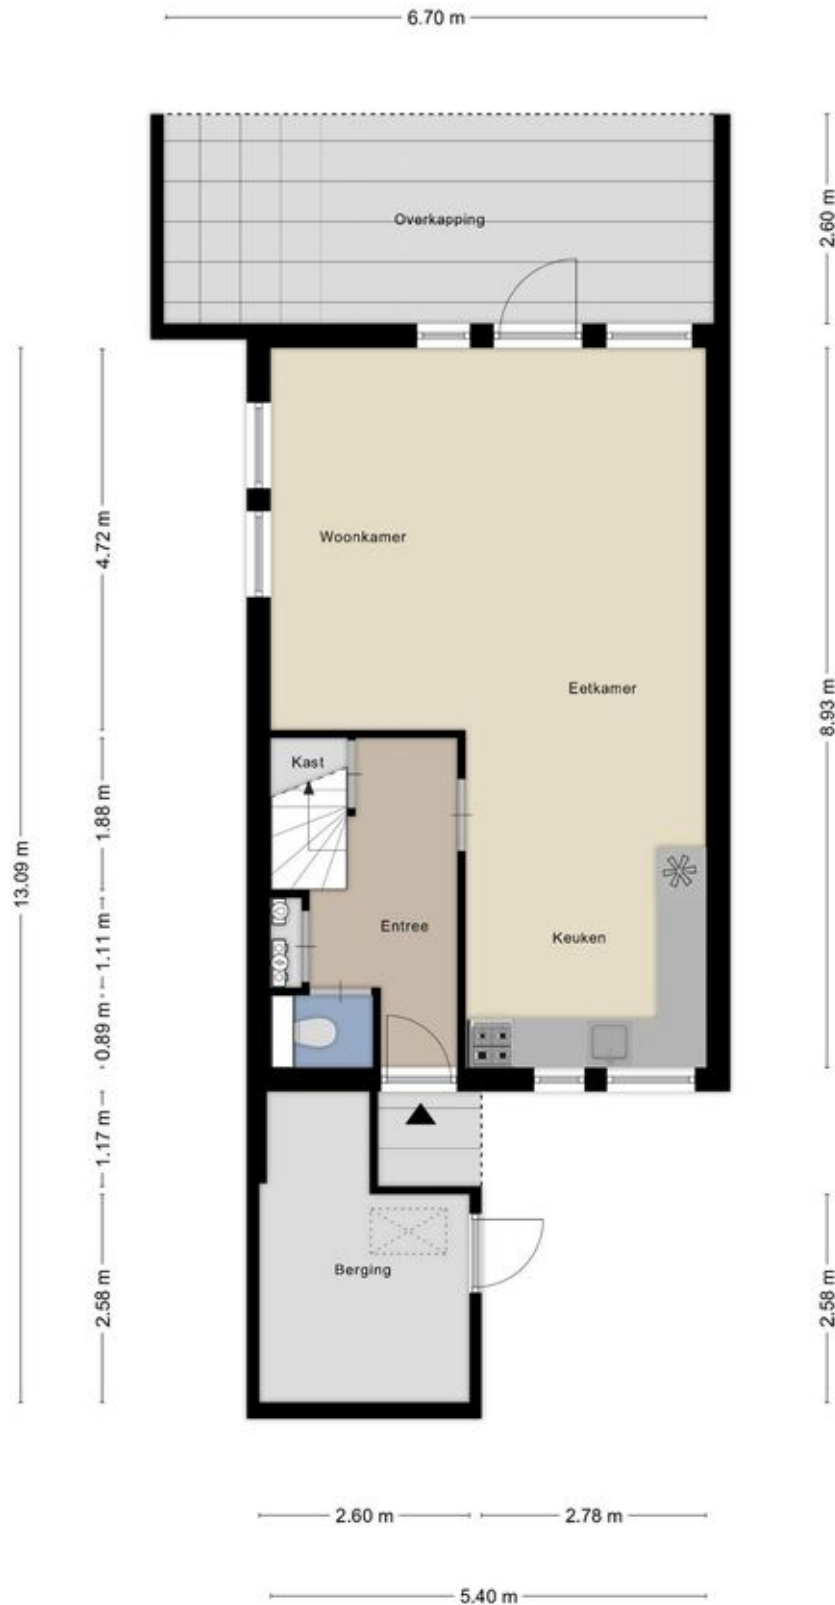 6.70 m
Overkapping
2.60 m
Woonkamer
4.72 m
Eetkamer
8.93 m
Kast
1.88 m
13.09 m
Entree
Keuken
1.11 m
0.89 m
1.17 m
Berging
2.58 m
2.58 m
2.60 m
2.78 m
5.40 m